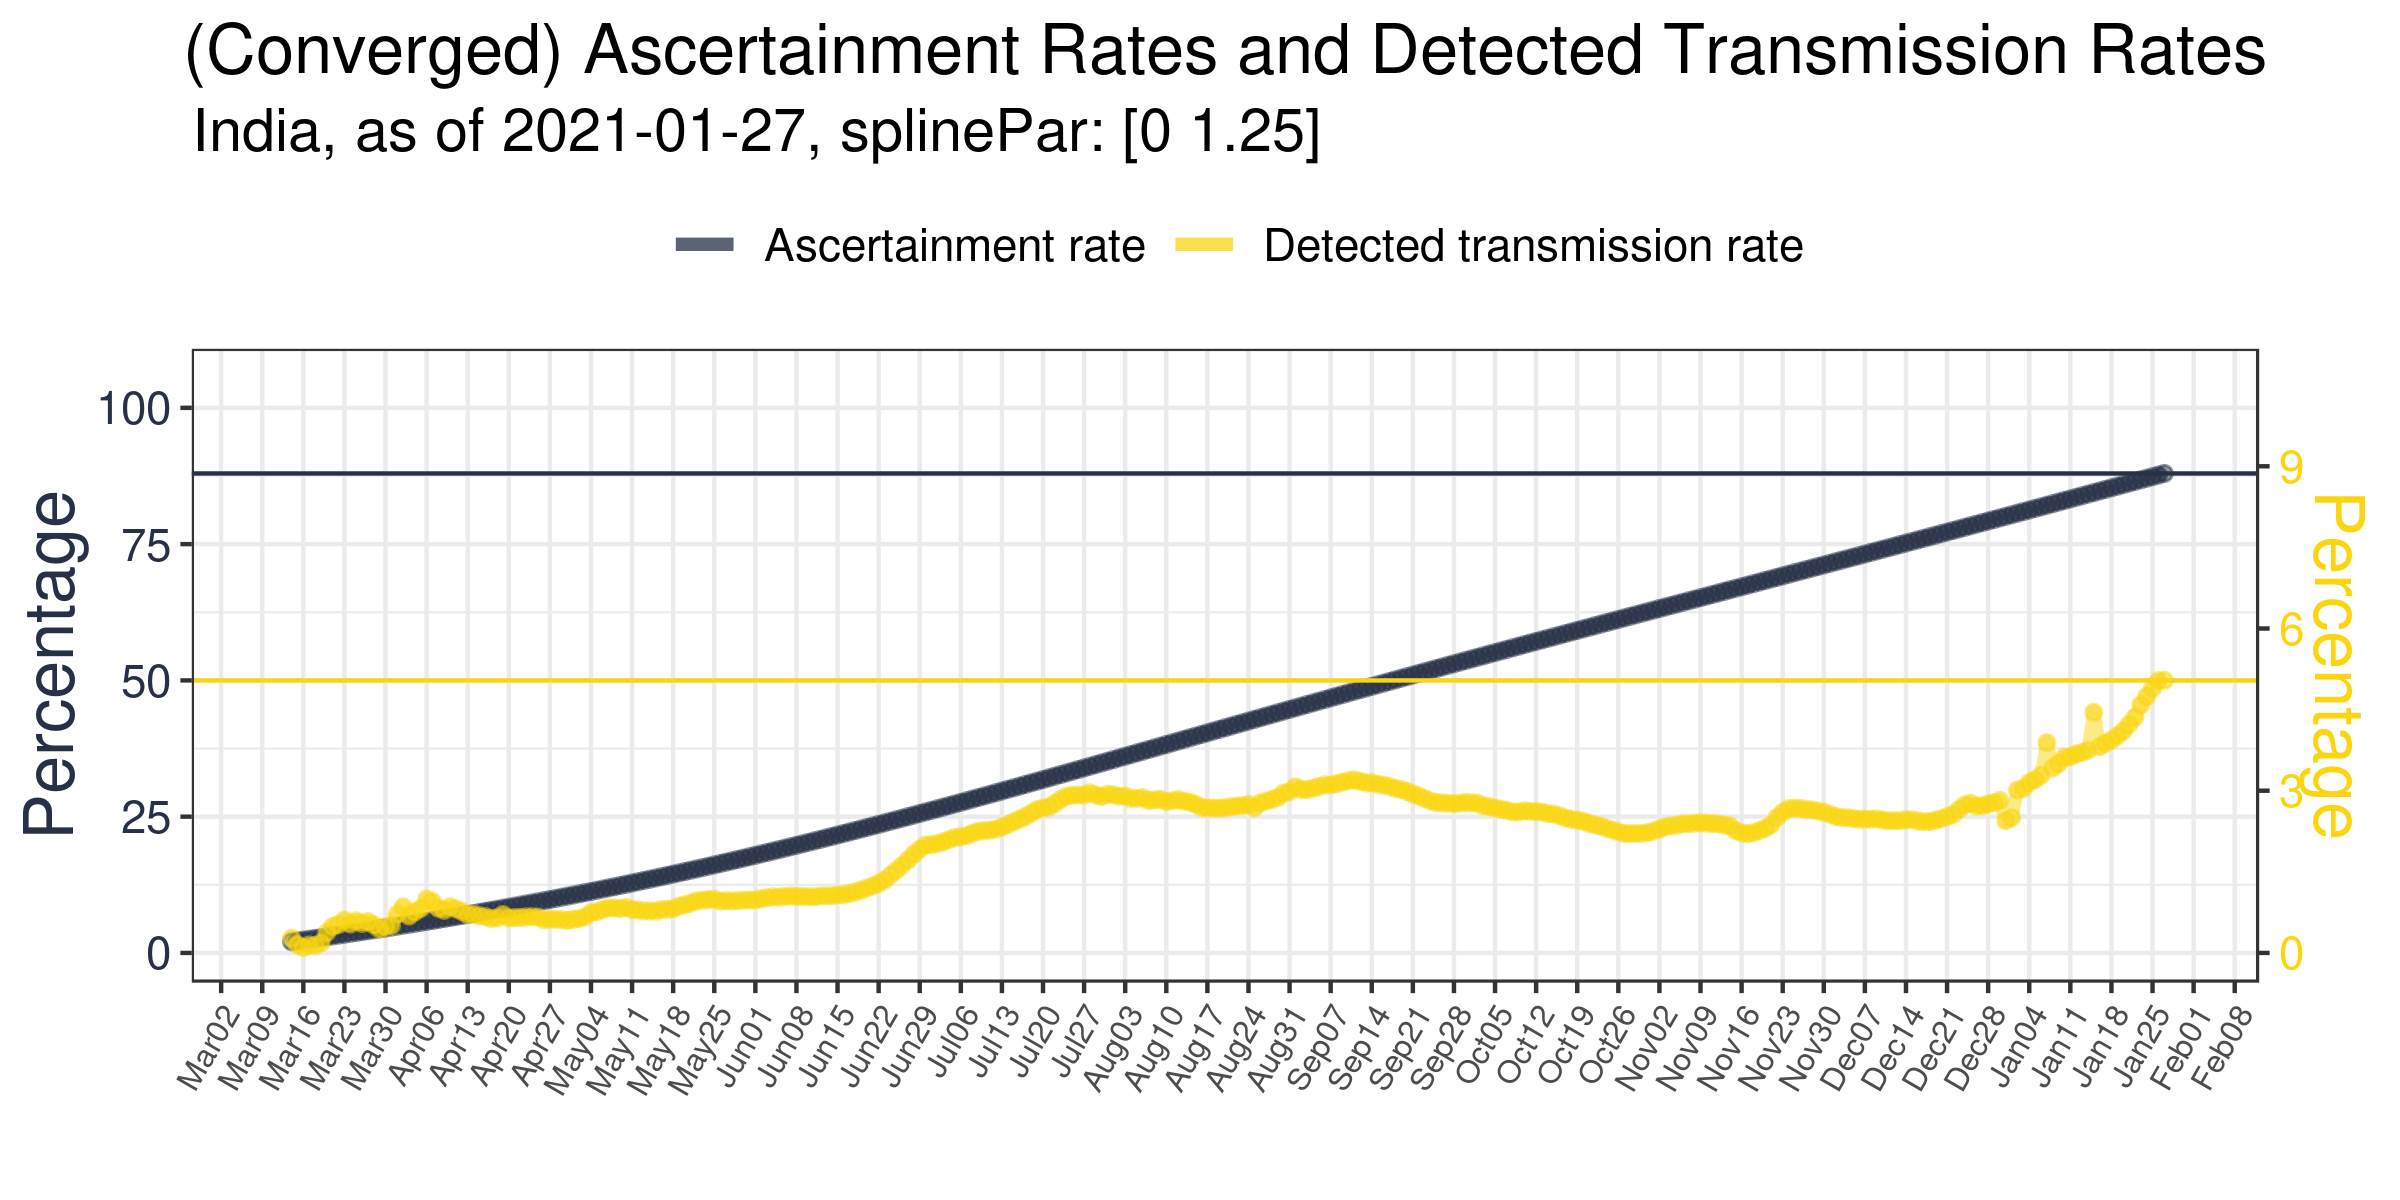 (Converged) Ascertainment Rates and Detected Transmission Rates
India, as of 2021-01-27, splinePar: [0 1.25]
Ascertainment rate Detected transmission rate
Percentage
100
75
50
25
0
9
6
3
0
Percentage
Mar02 Mar09 Mar16 Mar23 Mar30 Apr06 Apr13 Apr20 Apr27 May04 May11 May18 May25 Jun01 Jun08 Jun15 Jun22 Jun29 Jul06 Jul13 Jul20 Jul27 Aug03 Aug10 Aug17 Aug24 Aug31 Sep07 Sep14 Sep21 Sep28 Oct05 Oct12 Oct19 Oct26 Nov02 Nov09 Nov16 Nov23 Nov30 Dec07 Dec14 Dec21 Dec28 Jan04 Jan11 Jan18 Jan25 Feb01 Feb08